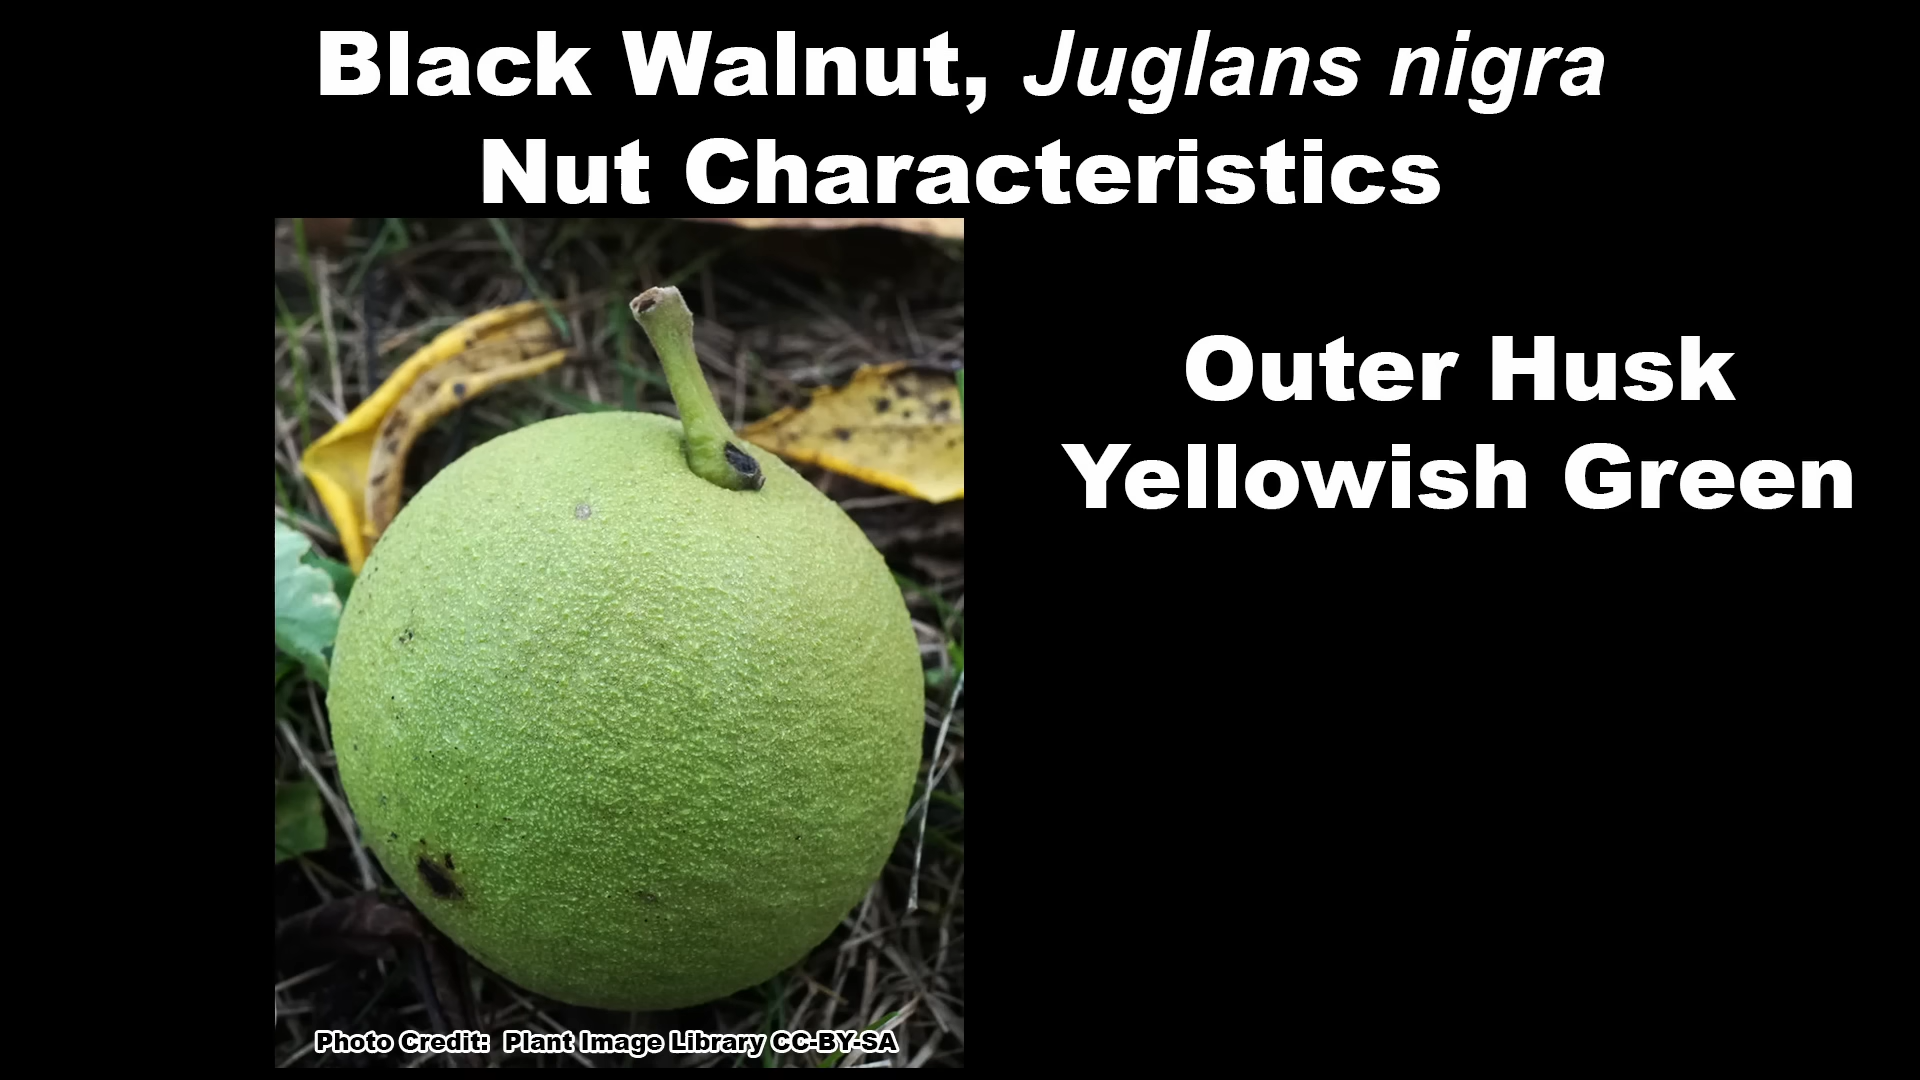 Black Walnut, Juglans nigra
Nut Characteristics
Outer Husk
Yellowish Green
Photo Credit:  Plant Image Library CC-BY-SA